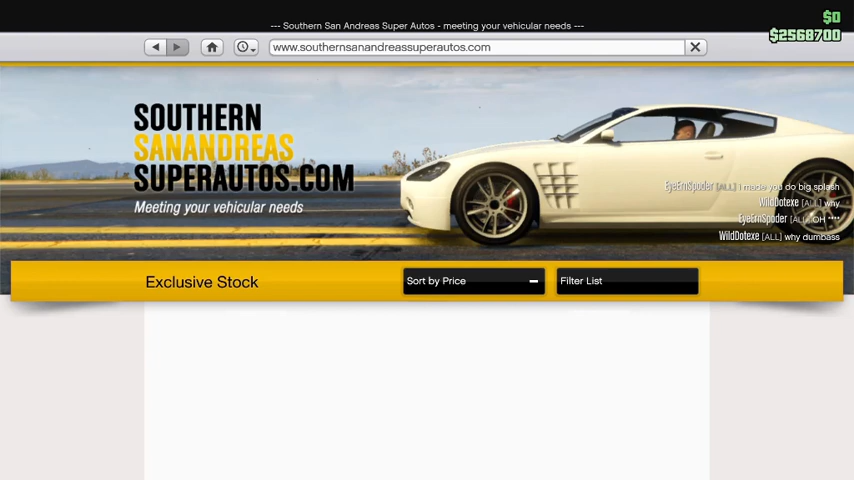 --- Southern San Andreas Super Autos - meeting your vehicular needs ---
$0
$2568700
www.southernsanandreassuperautos.com
SOUTHERN
SANANDREAS
SUPERAUTOS.COM
Meeting your vehicular needs
EyeErnSpoder [ALL] i made you do big splash
WildDotexe [ALL] why
EyeErnSpoder [ALL] OH ****
WildDotexe [ALL] why dumbass
Exclusive Stock
Sort by Price
Filter List